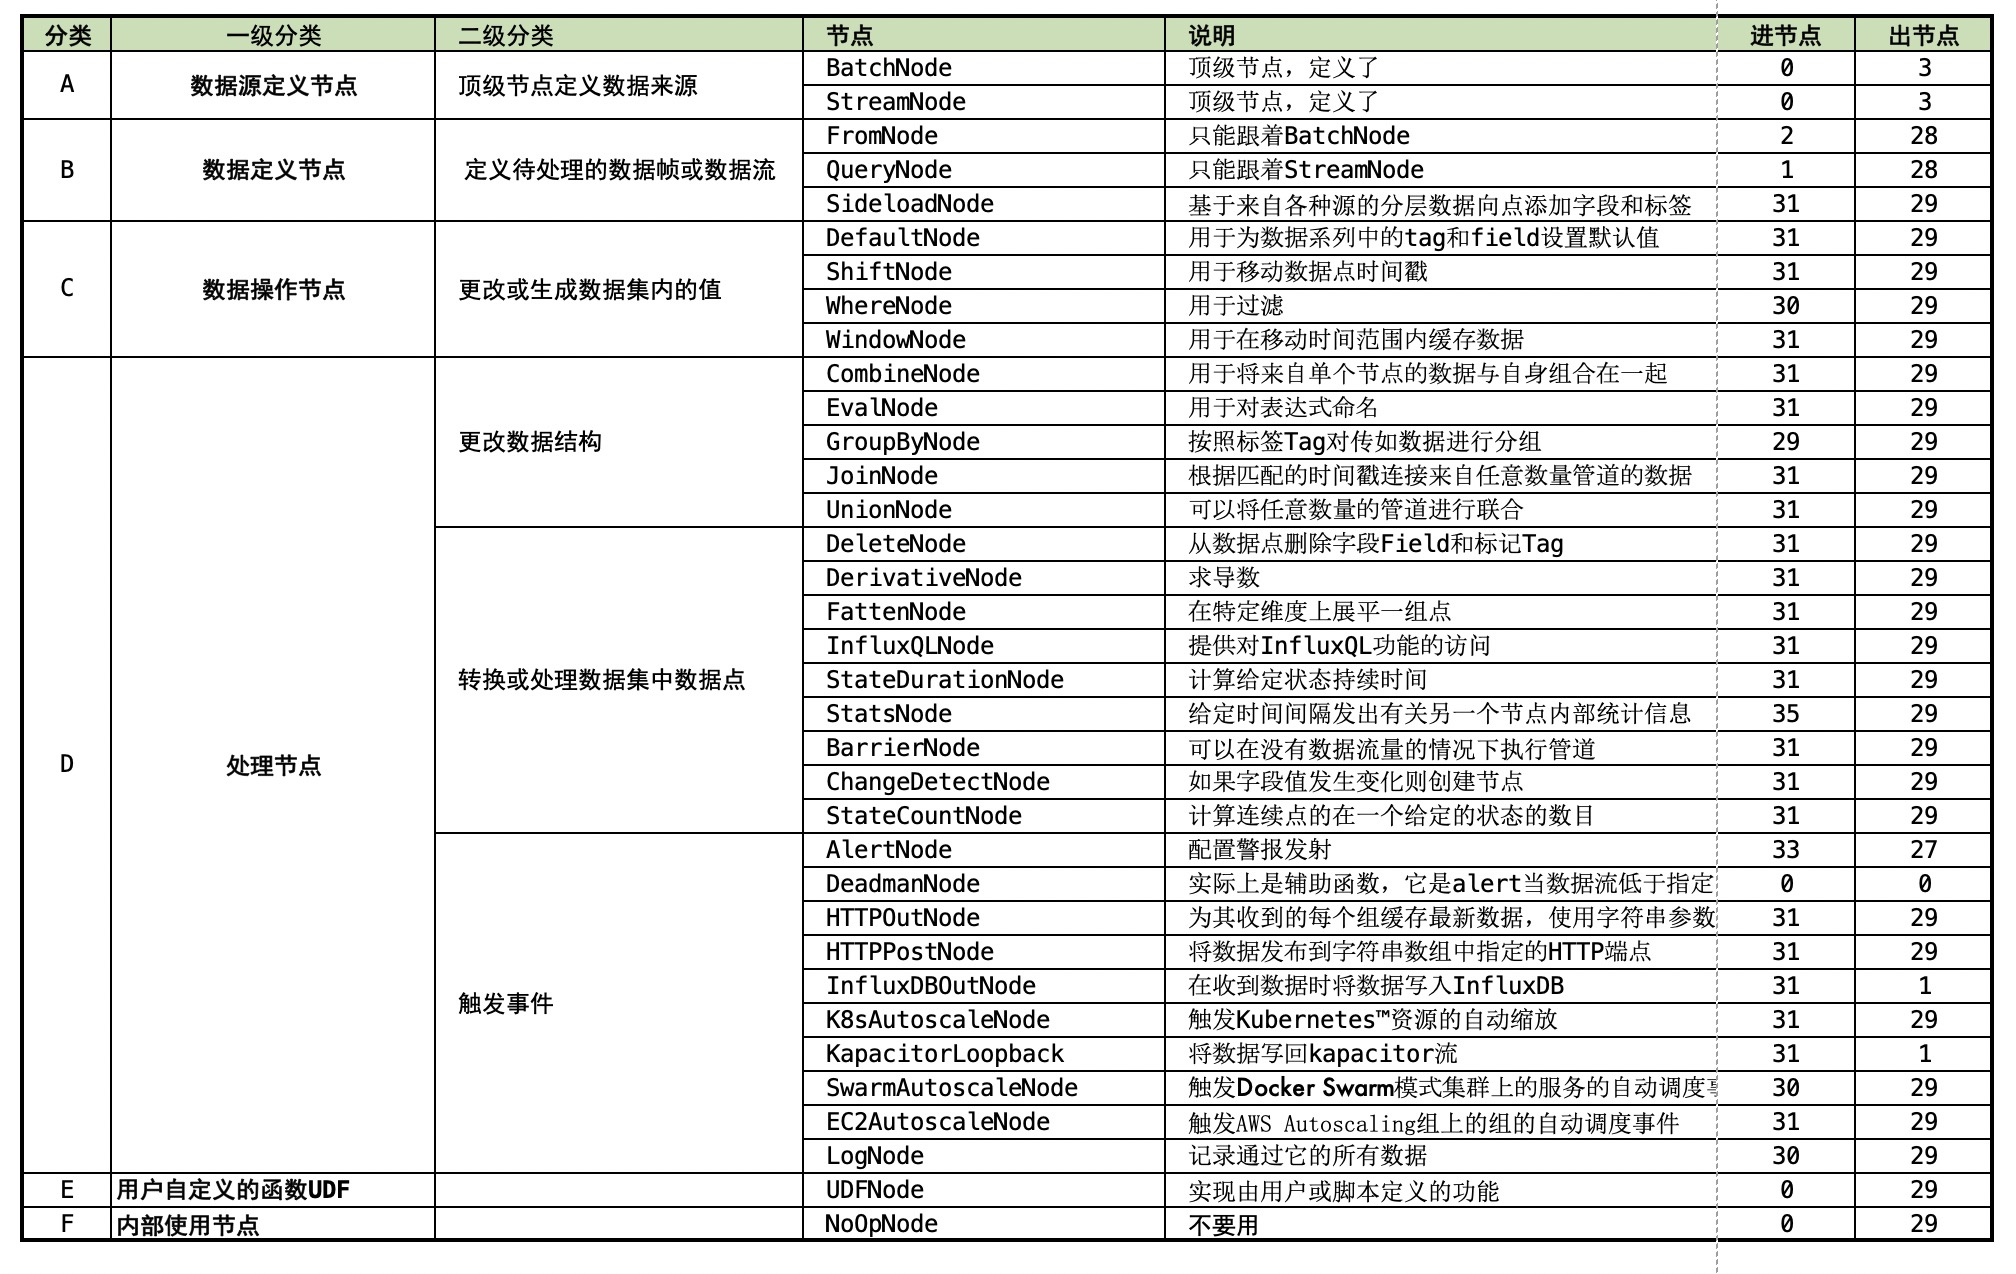 分类 一级分类 二级分类 节点 说明 进节点 出节点
A 数据源定义节点 顶级节点定义数据来源 BatchNode 顶级节点，定义了 0 3
StreamNode 顶级节点，定义了 0 3
B 数据定义节点 定义待处理的数据帧或数据流 FromNode 只能跟着BatchNode 2 28
QueryNode 只能跟着StreamNode 1 28
SideloadNode 基于来自各种源的分层数据向点添加字段和标签 31 29
C 数据操作节点 更改或生成数据集内的值 DefaultNode 用于为数据系列中的tag和field设置默认值 31 29
ShiftNode 用于移动数据点时间戳 31 29
WhereNode 用于过滤 30 29
WindowNode 用于在移动时间范围内缓存数据 31 29
D 处理节点 更改数据结构 CombineNode 用于将来自单个节点的数据与自身组合在一起 31 29
EvalNode 用于对表达式命名 31 29
GroupByNode 按照标签Tag对传如数据进行分组 29 29
JoinNode 根据匹配的时间戳连接来自任意数量管道的数据 31 29
UnionNode 可以将任意数量的管道进行联合 31 29
转换或处理数据集中数据点 DeleteNode 从数据点删除字段Field和标记Tag 31 29
DerivativeNode 求导数 31 29
FattenNode 在特定维度上展平一组点 31 29
InfluxQLNode 提供对InfluxQL功能的访问 31 29
StateDurationNode 计算给定状态持续时间 31 29
StatsNode 给定时间间隔发出有关另一个节点内部统计信息 35 29
BarrierNode 可以在没有数据流量的情况下执行管道 31 29
ChangeDetectNode 如果字段值发生变化则创建节点 31 29
StateCountNode 计算连续点的在一个给定的状态的数目 31 29
触发事件 AlertNode 配置警报发射 33 27
DeadmanNode 实际上是辅助函数，它是alert当数据流低于指定 0 0
HTTPOutNode 为其收到的每个组缓存最新数据，使用字符串参数 31 29
HTTPPostNode 将数据发布到字符串数组中指定的HTTP端点 31 29
InfluxDBOutNode 在收到数据时将数据写入InfluxDB 31 1
K8sAutoscaleNode 触发Kubernetes™资源的自动缩放 31 29
KapacitorLoopback 将数据写回kapacitor流 31 1
SwarmAutoscaleNode 触发Docker Swarm模式集群上的服务的自动调度 30 29
EC2AutoscaleNode 触发AWS Autoscaling组上的组的自动调度事件 31 29
LogNode 记录通过它的所有数据 30 29
E 用户自定义的函数UDF UDFNode 实现由用户或脚本定义的功能 0 29
F 内部使用节点 NoOpNode 不要用 0 29